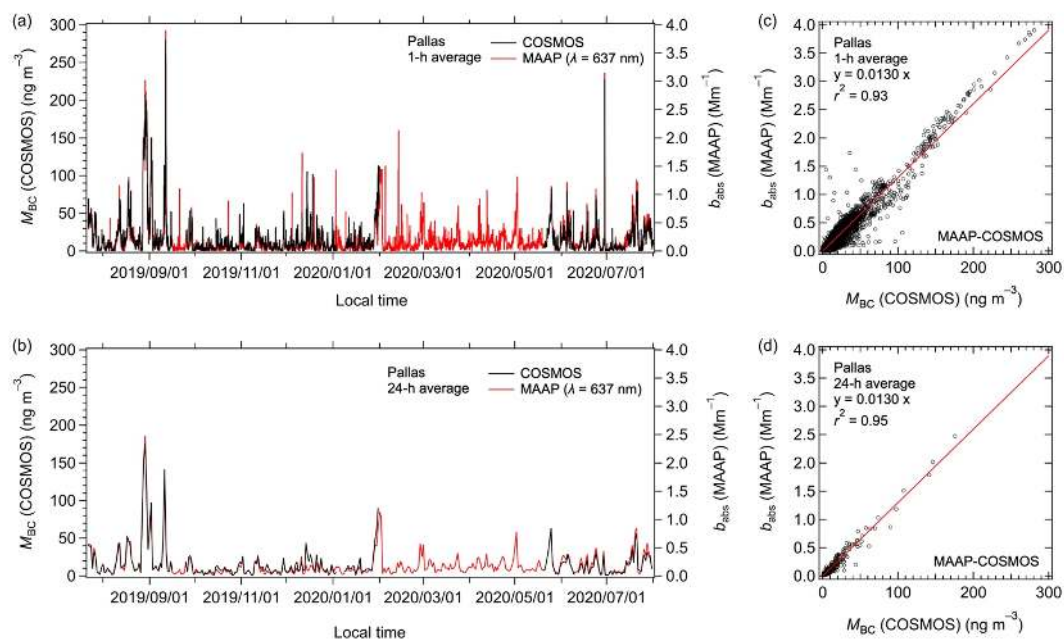 (a)
300
250
200
150
100
50
0
M_BC (COSMOS) (ng m⁻³)
Pallas
1-h average
COSMOS
MAAP (λ = 637 nm)
4.0
3.5
3.0
2.5
2.0
1.5
1.0
0.5
0.0
b_abs (MAAP) (Mm⁻¹)
2019/09/01 2019/11/01 2020/01/01 2020/03/01 2020/05/01 2020/07/01
Local time
(c)
4.0
3.5
3.0
2.5
2.0
1.5
1.0
0.5
0.0
b_abs (MAAP) (Mm⁻¹)
Pallas
1-h average
y = 0.0130 x
r² = 0.93
MAAP-COSMOS
0 100 200 300
M_BC (COSMOS) (ng m⁻³)
(b)
300
250
200
150
100
50
0
M_BC (COSMOS) (ng m⁻³)
Pallas
24-h average
COSMOS
MAAP (λ = 637 nm)
4.0
3.5
3.0
2.5
2.0
1.5
1.0
0.5
0.0
b_abs (MAAP) (Mm⁻¹)
2019/09/01 2019/11/01 2020/01/01 2020/03/01 2020/05/01 2020/07/01
Local time
(d)
4.0
3.5
3.0
2.5
2.0
1.5
1.0
0.5
0.0
b_abs (MAAP) (Mm⁻¹)
Pallas
24-h average
y = 0.0130 x
r² = 0.95
MAAP-COSMOS
0 100 200 300
M_BC (COSMOS) (ng m⁻³)